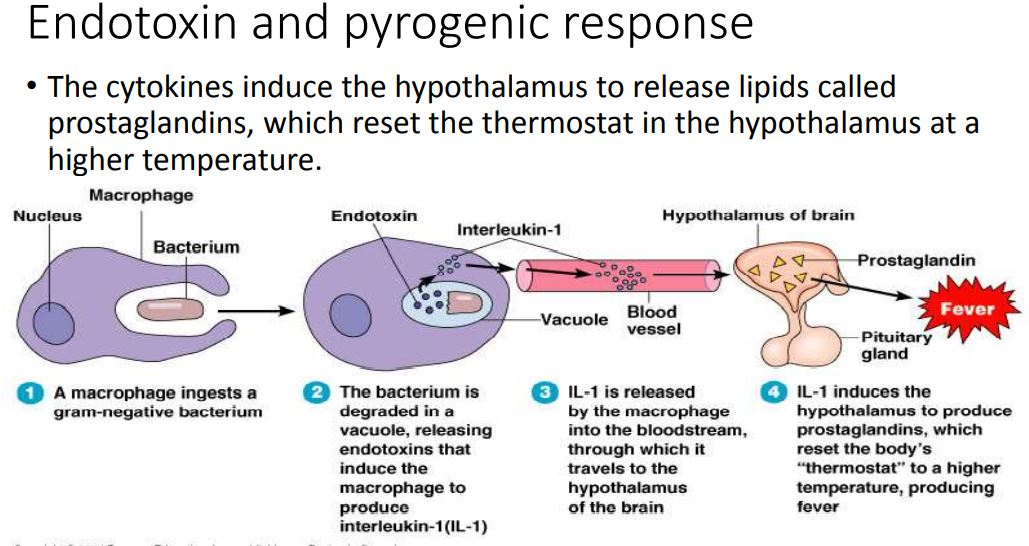 Endotoxin and pyrogenic response
• The cytokines induce the hypothalamus to release lipids called
prostaglandins, which reset the thermostat in the hypothalamus at a
higher temperature.
Macrophage
Nucleus
Bacterium
Endotoxin
Interleukin-1
Vacuole
Blood
vessel
Hypothalamus of brain
Prostaglandin
Fever
Pituitary
gland
1 A macrophage ingests a
gram-negative bacterium
2 The bacterium is
degraded in a
vacuole, releasing
endotoxins that
induce the
macrophage to
produce
interleukin-1(IL-1)
3 IL-1 is released
by the macrophage
into the bloodstream,
through which it
travels to the
hypothalamus
of the brain
4 IL-1 induces the
hypothalamus to produce
prostaglandins, which
reset the body's
"thermostat" to a higher
temperature, producing
fever